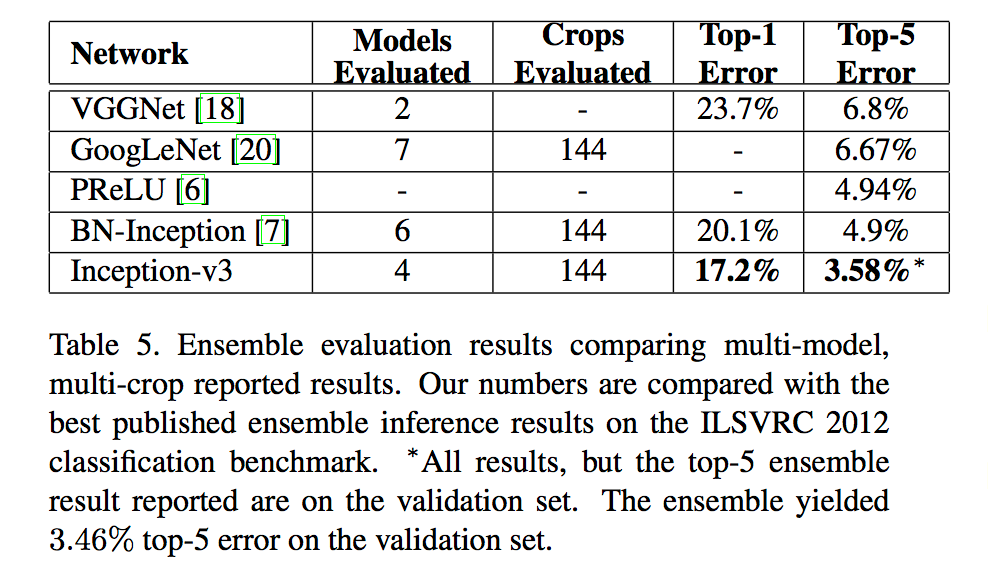 Network Models Evaluated Crops Evaluated Top-1 Error Top-5 Error
VGGNet [18] 2 - 23.7% 6.8%
GoogLeNet [20] 7 144 - 6.67%
PReLU [6] - - - 4.94%
BN-Inception [7] 6 144 20.1% 4.9%
Inception-v3 4 144 17.2% 3.58%*
Table 5. Ensemble evaluation results comparing multi-model,
multi-crop reported results. Our numbers are compared with the
best published ensemble inference results on the ILSVRC 2012
classification benchmark. *All results, but the top-5 ensemble
result reported are on the validation set. The ensemble yielded
3.46% top-5 error on the validation set.